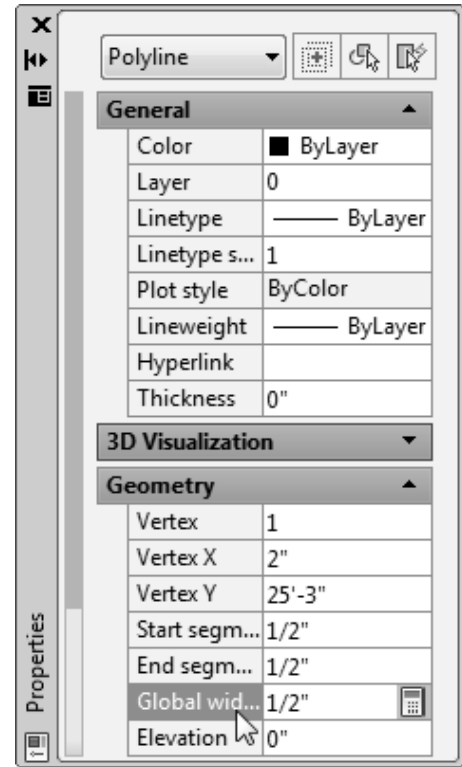 Polyline
General
Color ByLayer
Layer 0
Linetype ByLayer
Linetype s... 1
Plot style ByColor
Lineweight ByLayer
Hyperlink
Thickness 0"
3D Visualization
Geometry
Vertex 1
Vertex X 2"
Vertex Y 25'-3"
Start segm... 1/2"
End segm... 1/2"
Global wid... 1/2"
Elevation 0"
Properties